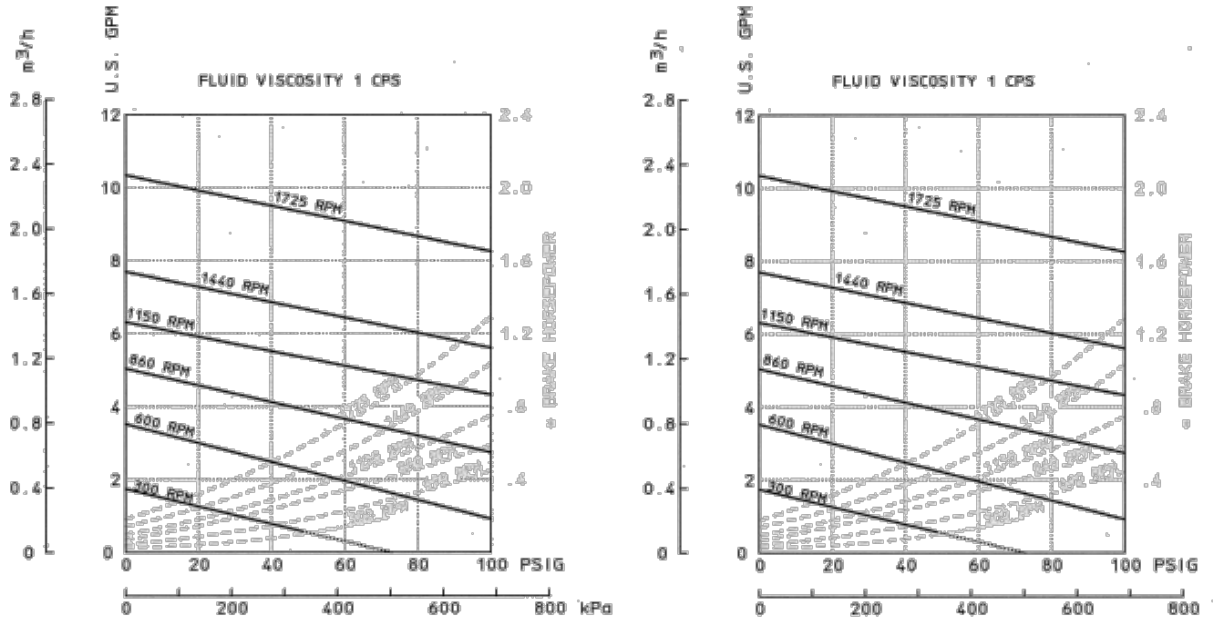 m³/h
U.S. GPM
FLUID VISCOSITY 1 CPS
2.8
2.4
2.0
1.6
1.2
0.8
0.4
0
12
10
8
6
4
2
0
2.4
2.0
1.6
1.2
.8
.4
BRAKE HORSEPOWER
1725 RPM
1440 RPM
1150 RPM
860 RPM
600 RPM
300 RPM
0 20 40 60 80 100 PSIG
0 200 400 600 800 kPa
m³/h
U.S. GPM
FLUID VISCOSITY 1 CPS
2.8
2.4
2.0
1.6
1.2
0.8
0.4
0
12
10
8
6
4
2
0
2.4
2.0
1.6
1.2
.8
.4
BRAKE HORSEPOWER
1725 RPM
1440 RPM
1150 RPM
860 RPM
600 RPM
300 RPM
0 20 40 60 80 100 PSIG
0 200 400 600 800